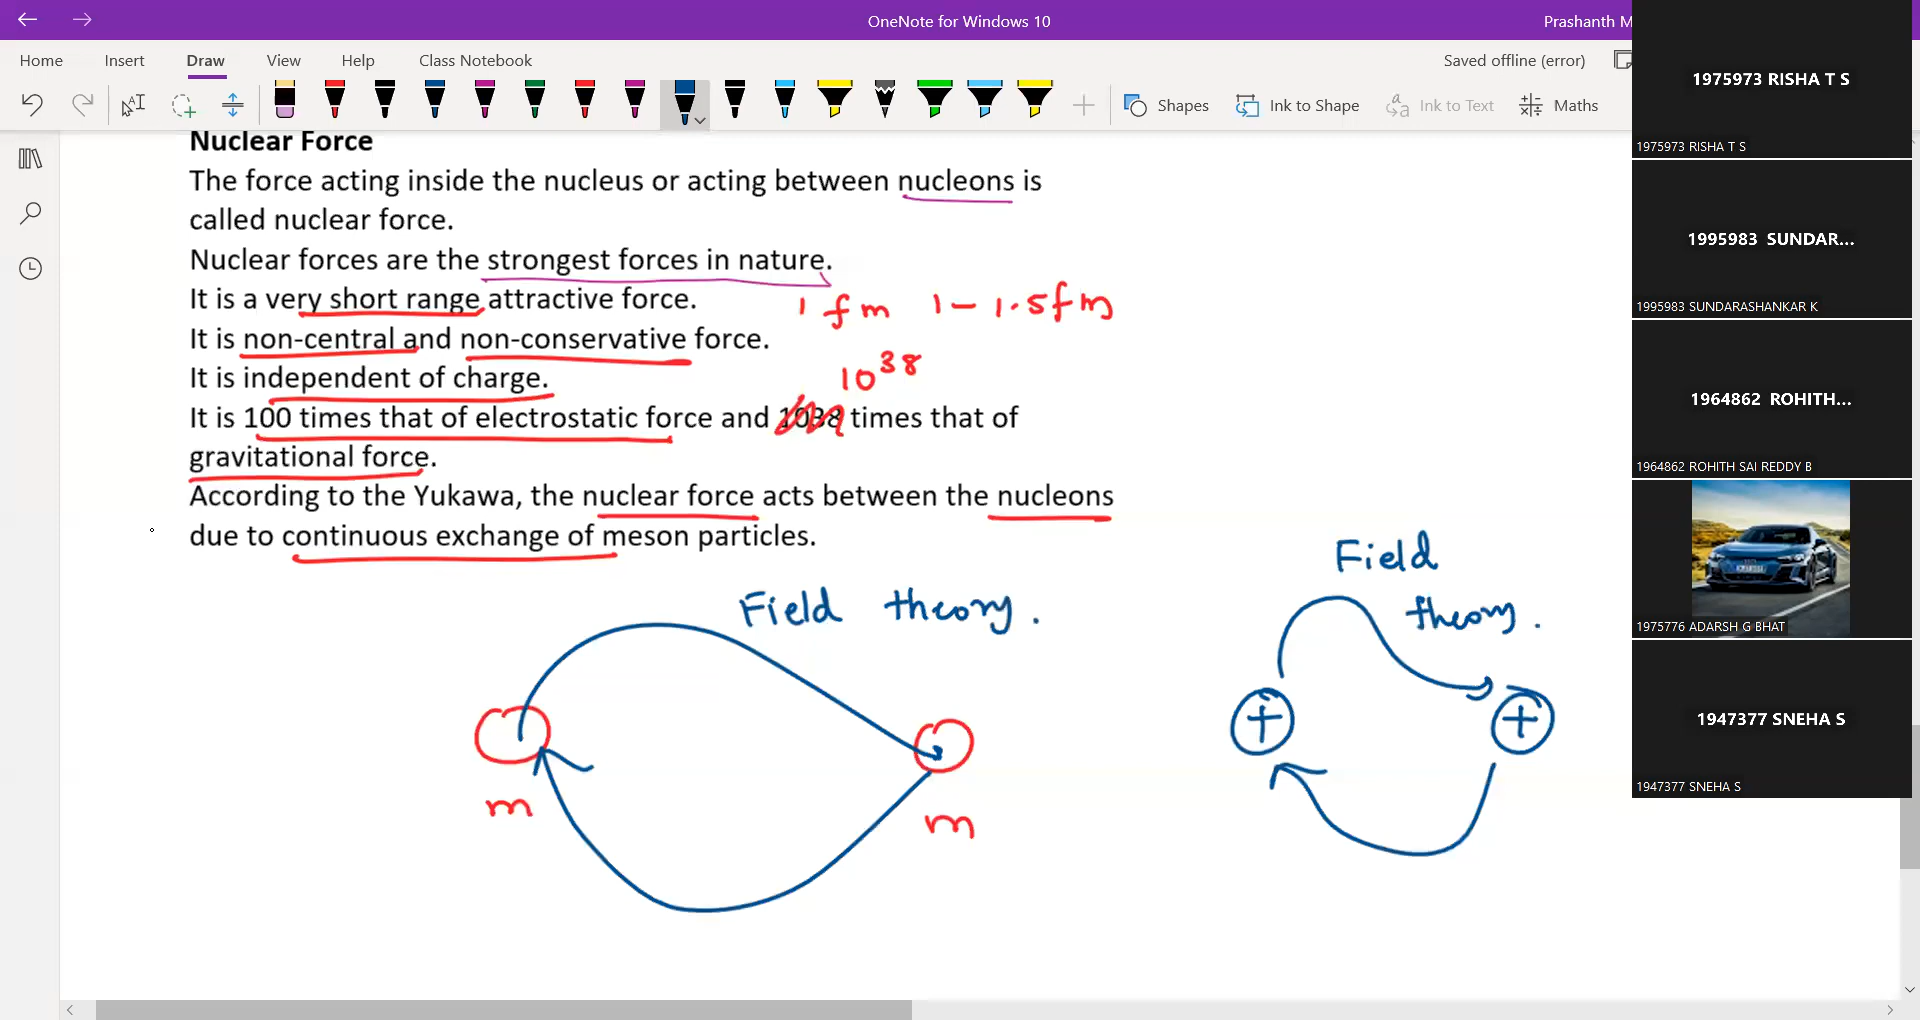 OneNote for Windows 10
Prashanth M
Home Insert Draw View Help Class Notebook
Saved offline (error)
Shapes Ink to Shape Ink to Text Maths
Nuclear Force
The force acting inside the nucleus or acting between nucleons is
called nuclear force.
Nuclear forces are the strongest forces in nature.
It is a very short range attractive force.
1 fm 1 - 1.5fm
It is non-central and non-conservative force.
It is independent of charge.
10³⁸
It is 100 times that of electrostatic force and 1038 times that of
gravitational force.
According to the Yukawa, the nuclear force acts between the nucleons
due to continuous exchange of meson particles.
Field theory.
m
m
Field
theory.
+ +
1975973 RISHA T S
1975973 RISHA T S
1995983 SUNDAR...
1995983 SUNDARASHANKAR K
1964862 ROHITH...
1964862 ROHITH SAI REDDY B
1975776 ADARSH G BHAT
1947377 SNEHA S
1947377 SNEHA S